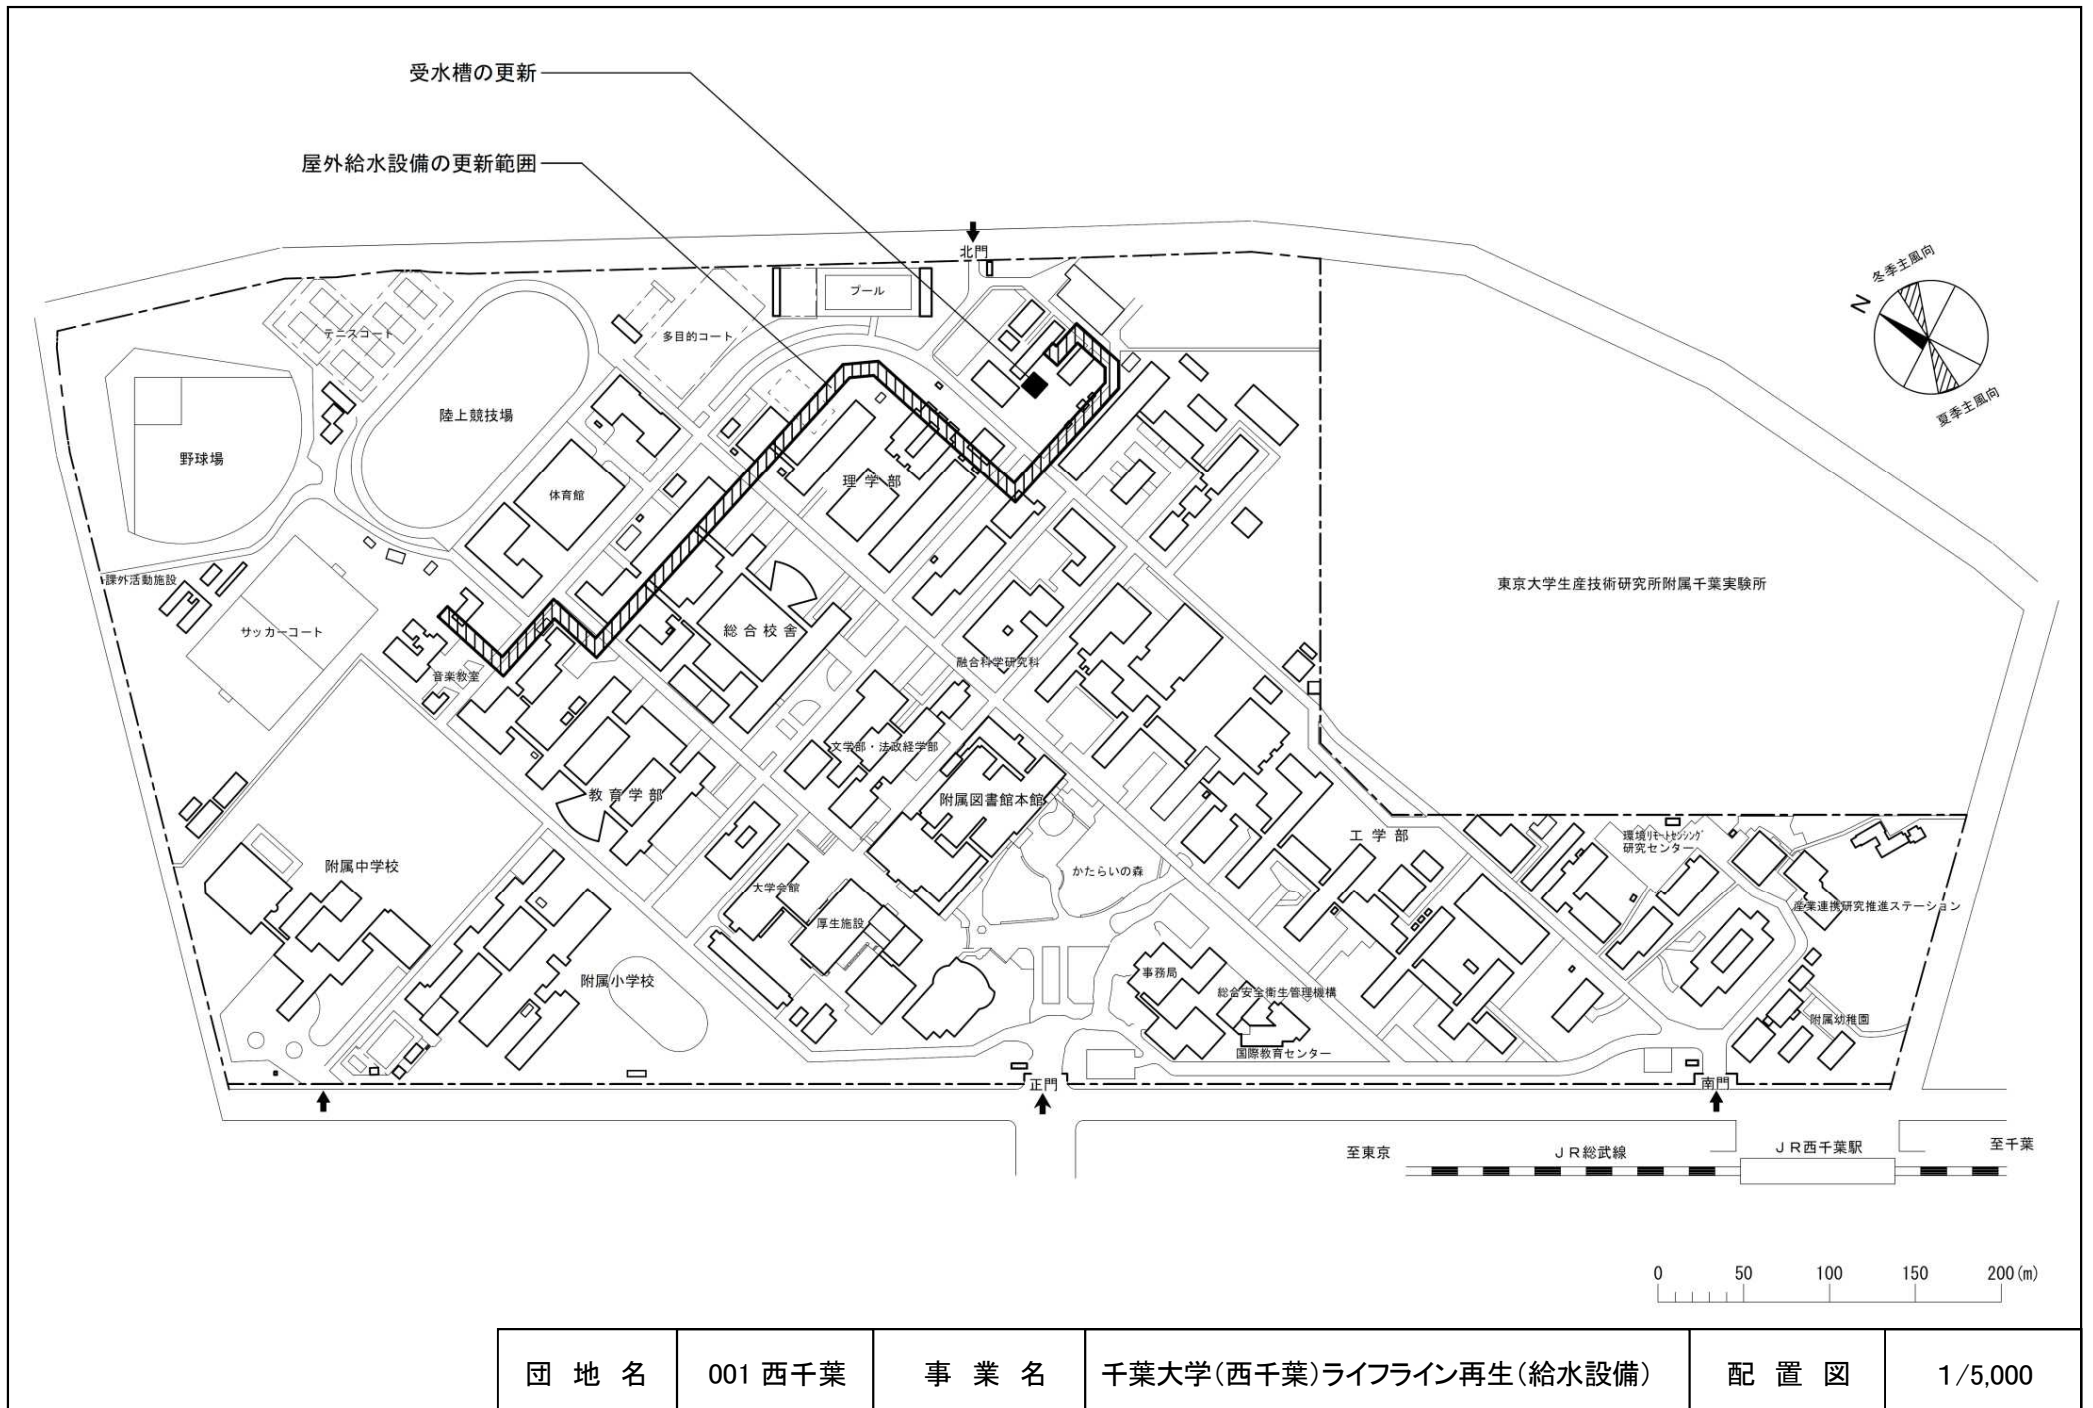 受水槽の更新
屋外給水設備の更新範囲
北門
冬季主風向
N
夏季主風向
プール
テニスコート
多目的コート
陸上競技場
野球場
体育館
理学部
課外活動施設
サッカーコート
総合校舎
東京大学生産技術研究所附属千葉実験所
融合科学研究科
音楽教室
文学部・法政経学部
教育学部
附属図書館本館
工学部
環境リモートセンシング
研究センター
附属中学校
かたらいの森
大学会館
産業連携研究推進ステーション
厚生施設
附属小学校
事務局
総合安全衛生管理機構
附属幼稚園
国際教育センター
正門
南門
至東京
JR総武線
JR西千葉駅
至千葉
0 50 100 150 200(m)
団地名 001 西千葉 事業名 千葉大学(西千葉)ライフライン再生(給水設備) 配置図 1/5,000